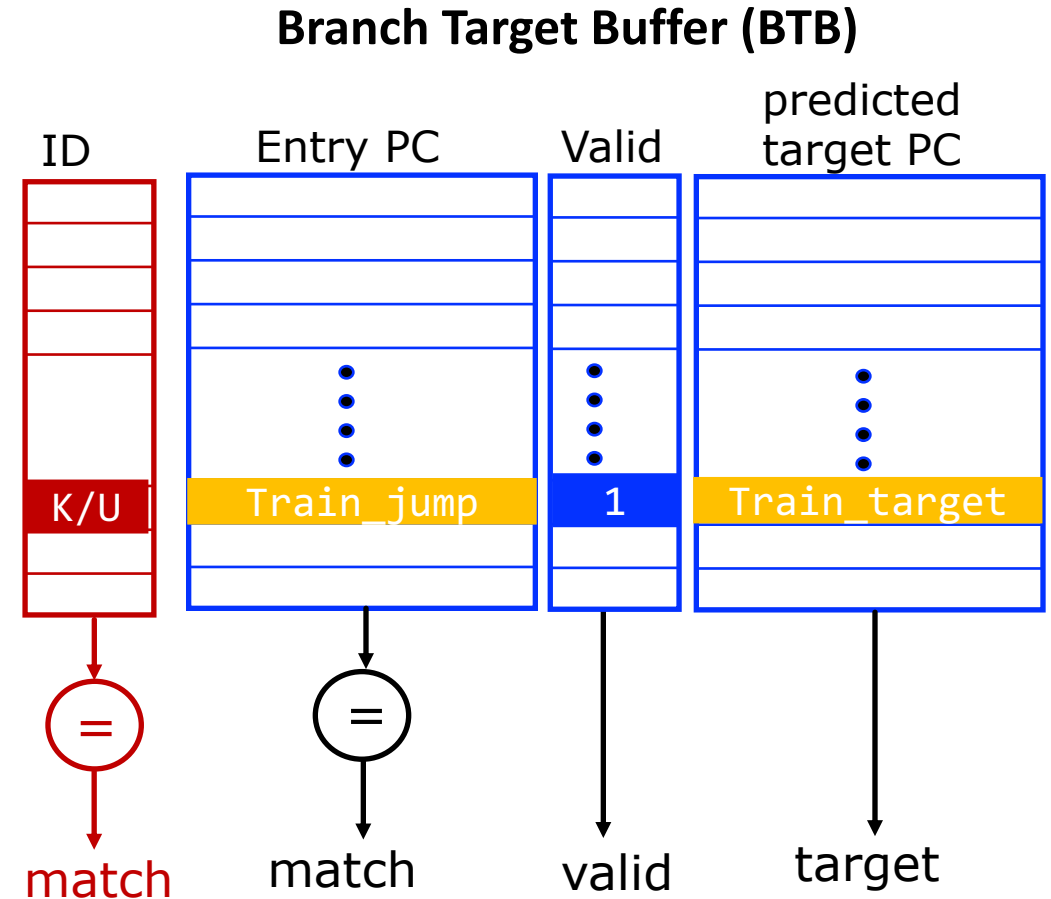 Branch Target Buffer (BTB)
ID
Entry PC
Valid
predicted
target PC
K/U
Train_jump
1
Train_target
=
=
match
match
valid
target